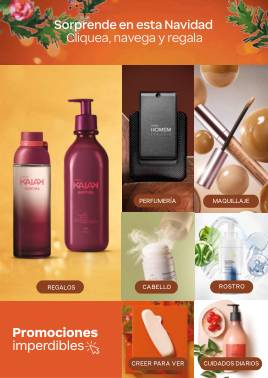 Sorprende en esta Navidad
Cliquea, navega y regala
KAIAK
KAIAK
HOMEM
REGALOS
PERFUMERÍA
MAQUILLAJE
CABELLO
ROSTRO
Promociones
imperdibles
CREER PARA VER
CUIDADOS DIARIOS